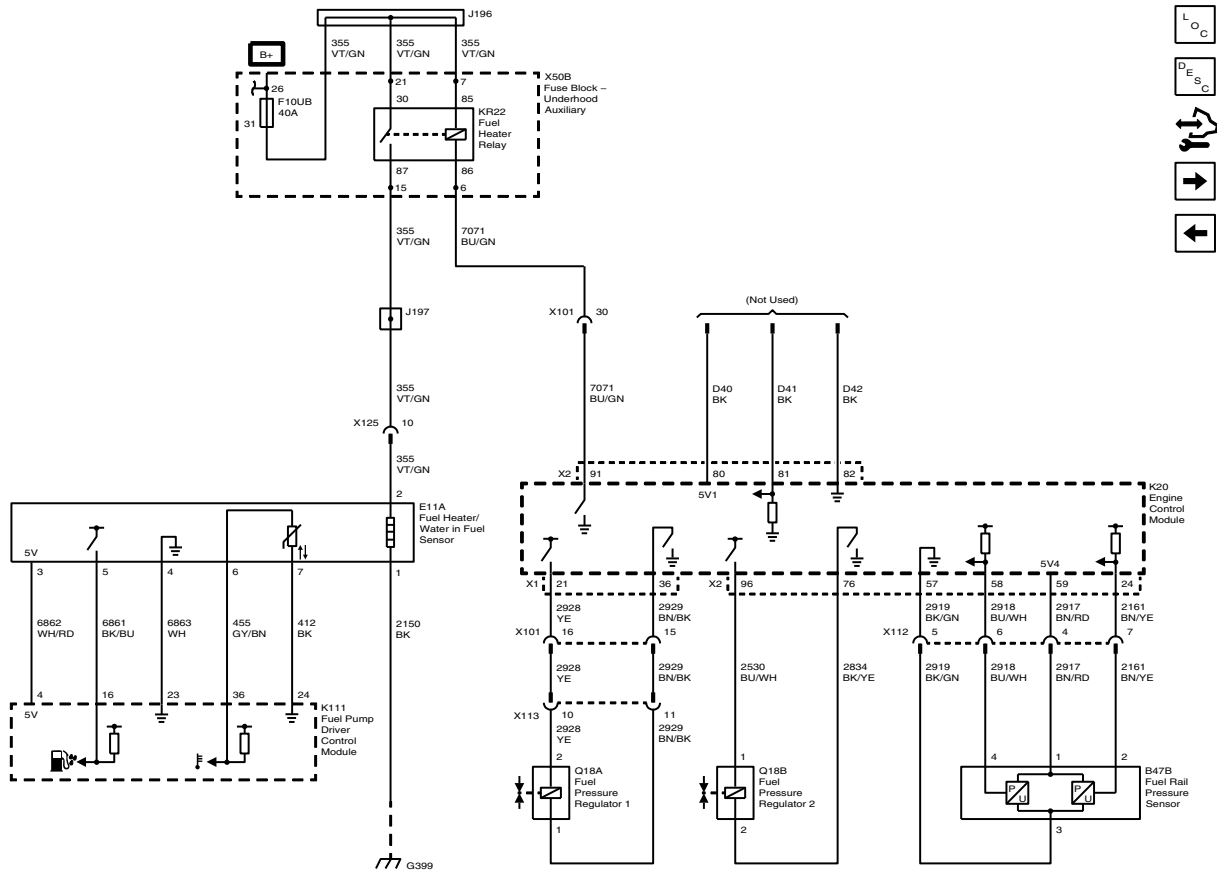 J196
L O C
355 VT/GN
355 VT/GN
355 VT/GN
B+
X50B
Fuse Block –
Underhood
Auxiliary
D E S C
26
21
7
F10UB
40A
30
85
31
KR22
Fuel
Heater
Relay
87
86
15
6
355
VT/GN
7071
BU/GN
J197
X101
30
(Not Used)
355
VT/GN
7071
BU/GN
D40
BK
D41
BK
D42
BK
X125
10
355
VT/GN
X2
91
80
81
82
2
5V1
K20
Engine
Control
Module
E11A
Fuel Heater/
Water in Fuel
Sensor
5V
5V4
3
5
4
6
7
1
X1
21
36
X2
96
76
57
58
59
24
6862
WH/RD
6861
BK/BU
6863
WH
455
GY/BN
412
BK
2150
BK
2928
YE
2929
BN/BK
2919
BK/GN
2918
BU/WH
2917
BN/RD
2161
BN/YE
X101
16
15
X112
5
6
4
7
2928
YE
2929
BN/BK
2530
BU/WH
2834
BK/YE
2919
BK/GN
2918
BU/WH
2917
BN/RD
2161
BN/YE
4
16
23
36
24
5V
K111
Fuel Pump
Driver
Control
Module
X113
10
11
2928
YE
2929
BN/BK
2
Q18A
Fuel
Pressure
Regulator 1
1
1
Q18B
Fuel
Pressure
Regulator 2
2
4
1
2
B47B
Fuel Rail
Pressure
Sensor
P
U
P
U
3
G399